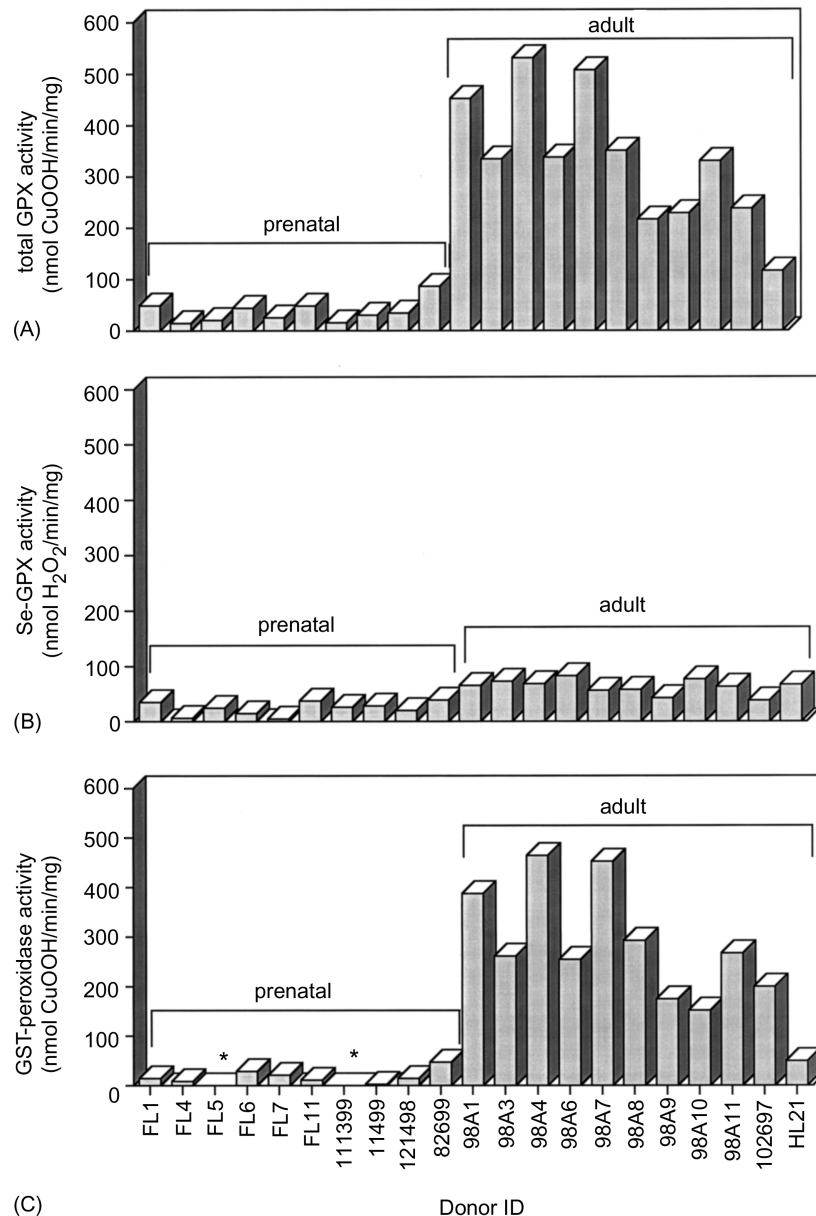 600
500
400
300
200
100
0
total GPX activity
(nmol CuOOH/min/mg)
prenatal
adult
(A)
600
500
400
300
200
100
0
Se-GPX activity
(nmol H₂O₂/min/mg)
prenatal
adult
(B)
600
500
400
300
200
100
0
GST-peroxidase activity
(nmol CuOOH/min/mg)
prenatal
adult
*
*
FL1
FL4
FL5
FL6
FL7
FL11
111399
11499
121498
82699
98A1
98A3
98A4
98A6
98A7
98A8
98A9
98A10
98A11
102697
HL21
(C)
Donor ID